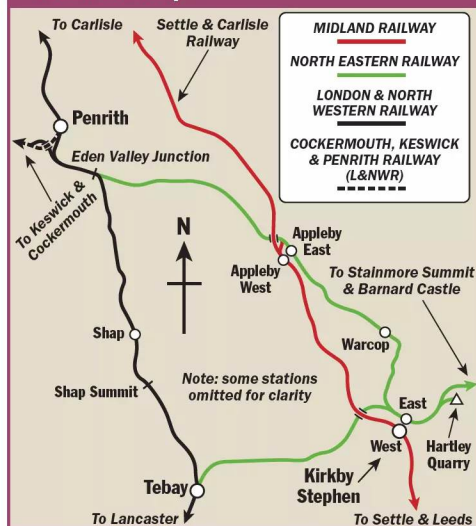 To Carlisle
Settle & Carlisle
Railway
MIDLAND RAILWAY
NORTH EASTERN RAILWAY
LONDON & NORTH
WESTERN RAILWAY
COCKERMOUTH, KESWICK
& PENRITH RAILWAY
(L&NWR)
Penrith
Eden Valley Junction
To Keswick &
Cockermouth
N
Appleby
East
Appleby
West
To Stainmore Summit
& Barnard Castle
Shap
Warcop
Shap Summit
Note: some stations
omitted for clarity
East
West
Hartley
Quarry
Kirkby
Stephen
Tebay
To Lancaster
To Settle & Leeds